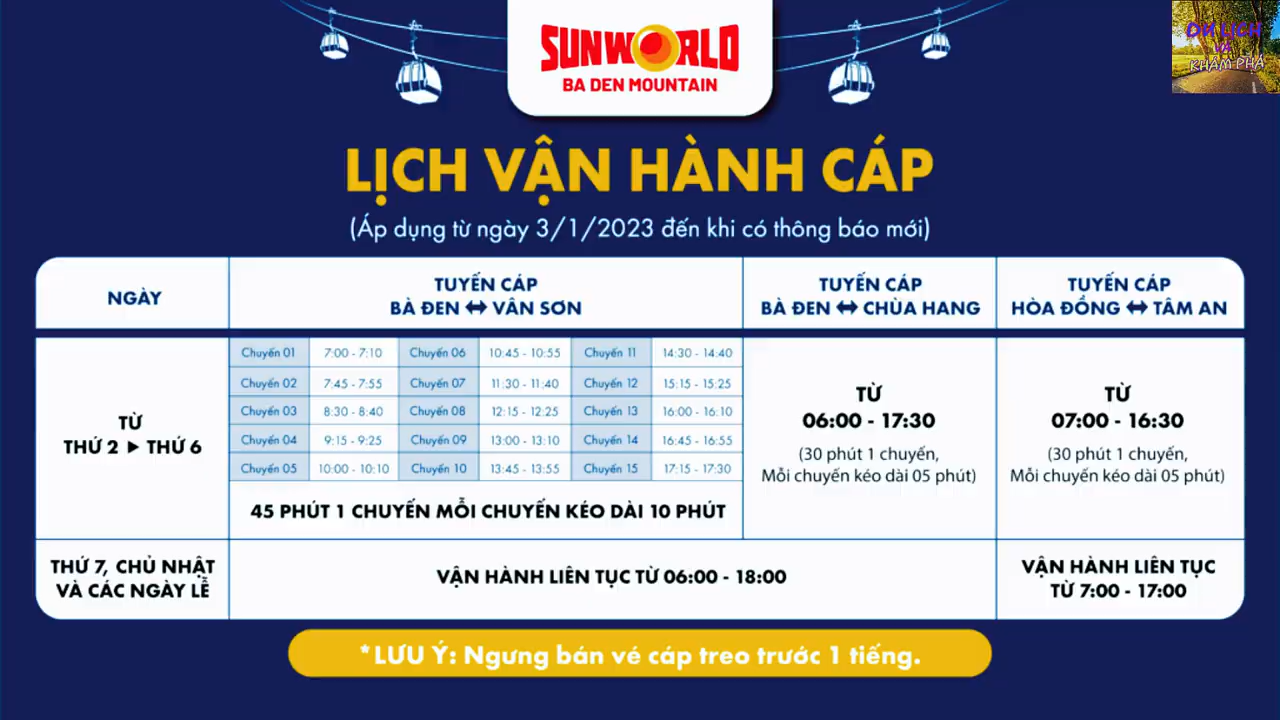 SUNWORLD
BA DEN MOUNTAIN
DU LỊCH
VÀ
KHÁM PHÁ
LỊCH VẬN HÀNH CÁP
(Áp dụng từ ngày 3/1/2023 đến khi có thông báo mới)
NGÀY
TUYẾN CÁP
BÀ ĐEN ↔ VÂN SƠN
TUYẾN CÁP
BÀ ĐEN ↔ CHÙA HANG
TUYẾN CÁP
HÒA ĐỒNG ↔ TÂM AN
TỪ
THỨ 2 ▶ THỨ 6
Chuyến 01 7:00 - 7:10 Chuyến 06 10:45 - 10:55 Chuyến 11 14:30 - 14:40
Chuyến 02 7:45 - 7:55 Chuyến 07 11:30 - 11:40 Chuyến 12 15:15 - 15:25
Chuyến 03 8:30 - 8:40 Chuyến 08 12:15 - 12:25 Chuyến 13 16:00 - 16:10
Chuyến 04 9:15 - 9:25 Chuyến 09 13:00 - 13:10 Chuyến 14 16:45 - 16:55
Chuyến 05 10:00 - 10:10 Chuyến 10 13:45 - 13:55 Chuyến 15 17:15 - 17:30
45 PHÚT 1 CHUYẾN MỖI CHUYẾN KÉO DÀI 10 PHÚT
TỪ
06:00 - 17:30
(30 phút 1 chuyến,
Mỗi chuyến kéo dài 05 phút)
TỪ
07:00 - 16:30
(30 phút 1 chuyến,
Mỗi chuyến kéo dài 05 phút)
THỨ 7, CHỦ NHẬT
VÀ CÁC NGÀY LỄ
VẬN HÀNH LIÊN TỤC TỪ 06:00 - 18:00
VẬN HÀNH LIÊN TỤC
TỪ 7:00 - 17:00
*LƯU Ý: Ngưng bán vé cáp treo trước 1 tiếng.